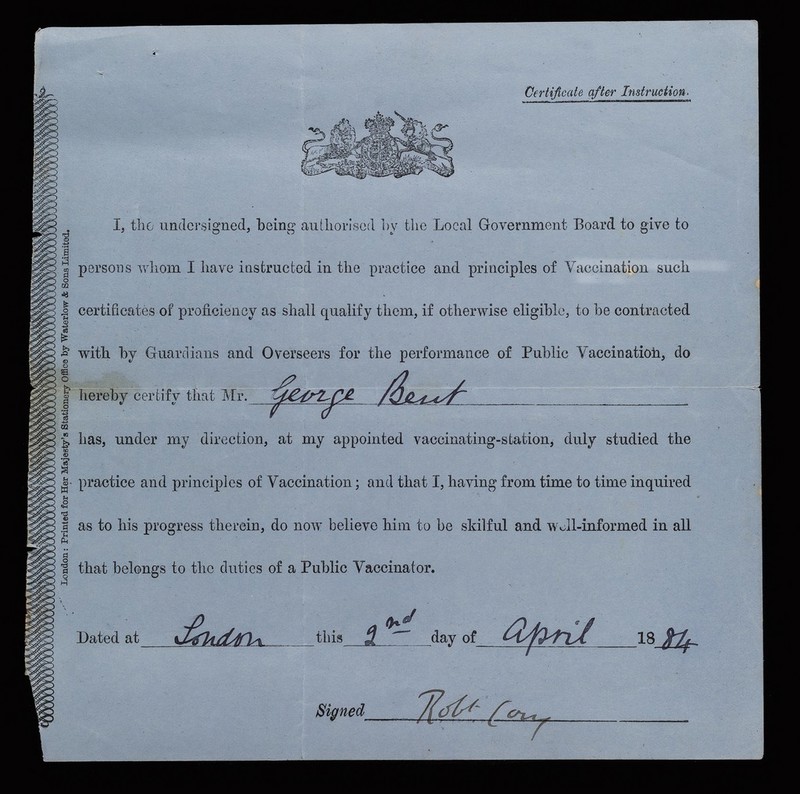 Certificate after Instruction.
I, the undersigned, being authorised by the Local Government Board to give to
persons whom I have instructed in the practice and principles of Vaccination such
certificates of proficiency as shall qualify them, if otherwise eligible, to be contracted
with by Guardians and Overseers for the performance of Public Vaccination, do
hereby certify that Mr. George Bent
has, under my direction, at my appointed vaccinating-station, duly studied the
practice and principles of Vaccination; and that I, having from time to time inquired
as to his progress therein, do now believe him to be skilful and well-informed in all
that belongs to the duties of a Public Vaccinator.
Dated at London this 2nd day of April 1884
Signed Robt Cory
London: Printed for Her Majesty's Stationery Office by Waterlow & Sons Limited.